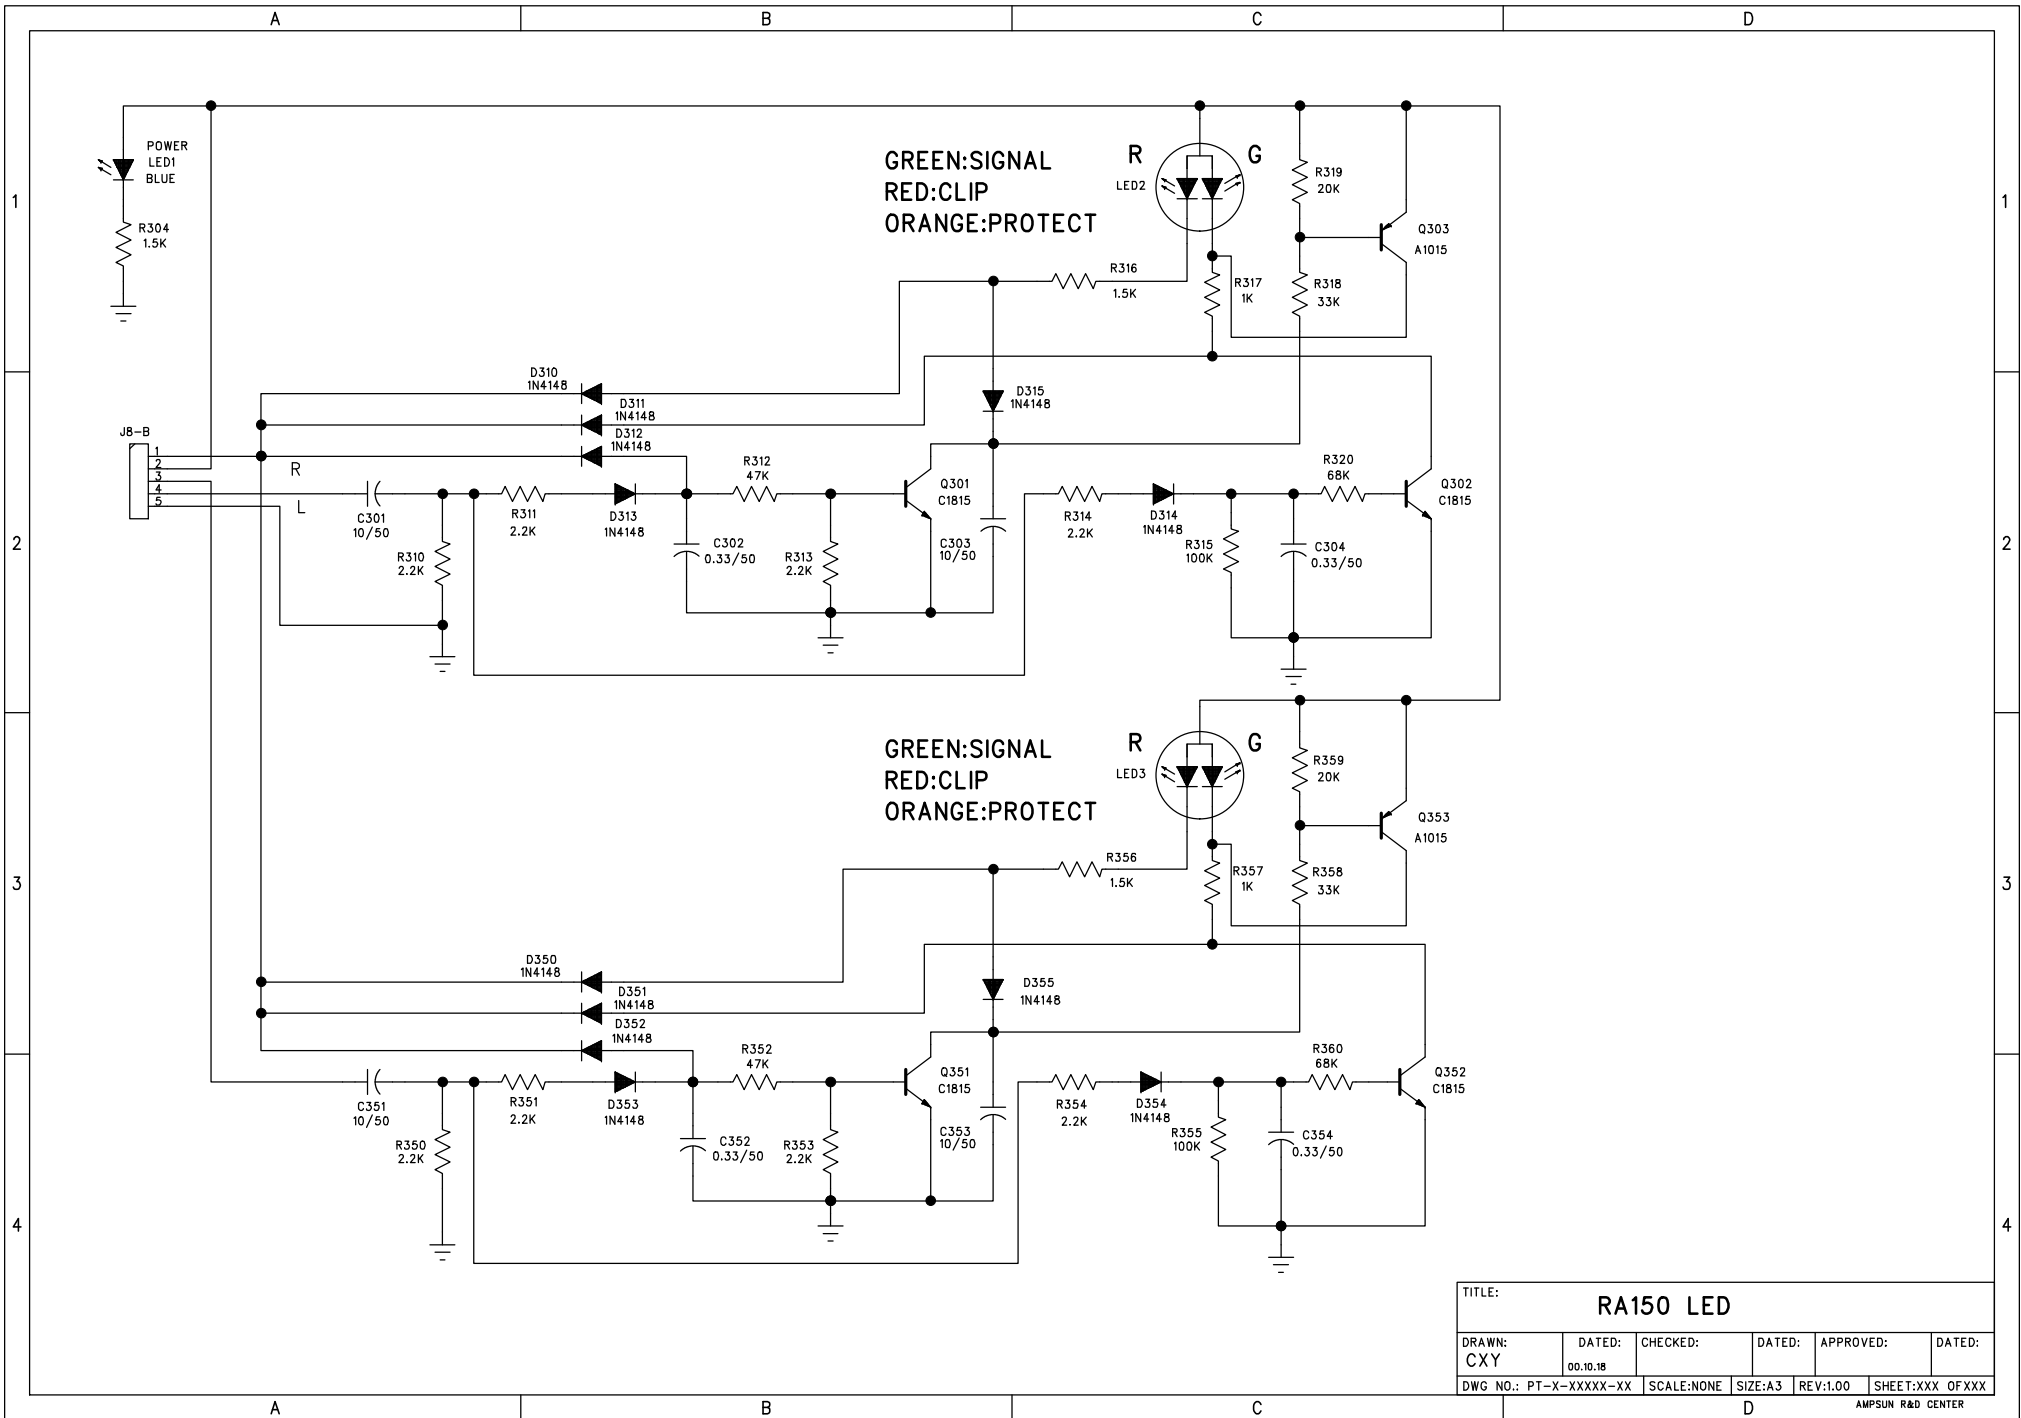 A B C D
POWER
LED1
BLUE
R304
1.5K
GREEN:SIGNAL
RED:CLIP
ORANGE:PROTECT
R G
LED2
R319
20K
Q303
A1015
1 1
R316
1.5K
R317
1K
R318
33K
D310
1N4148
D311
1N4148
D312
1N4148
D315
1N4148
J8-B
1
2
3
4
5
R
L
C301
10/50
R310
2.2K
R311
2.2K
D313
1N4148
R312
47K
C302
0.33/50
R313
2.2K
Q301
C1815
C303
10/50
R314
2.2K
D314
1N4148
R315
100K
C304
0.33/50
R320
68K
Q302
C1815
2 2
GREEN:SIGNAL
RED:CLIP
ORANGE:PROTECT
R G
LED3
R359
20K
Q353
A1015
R356
1.5K
R357
1K
R358
33K
3 3
D350
1N4148
D351
1N4148
D352
1N4148
D355
1N4148
C351
10/50
R350
2.2K
R351
2.2K
D353
1N4148
R352
47K
C352
0.33/50
R353
2.2K
Q351
C1815
C353
10/50
R354
2.2K
D354
1N4148
R355
100K
C354
0.33/50
R360
68K
Q352
C1815
4 4
TITLE:
RA150 LED
DRAWN: DATED: CHECKED: DATED: APPROVED: DATED:
CXY 00.10.18
DWG NO.: PT-X-XXXXX-XX SCALE:NONE SIZE:A3 REV:1.00 SHEET:XXX OFXXX
AMPSUN R&D CENTER
A B C D